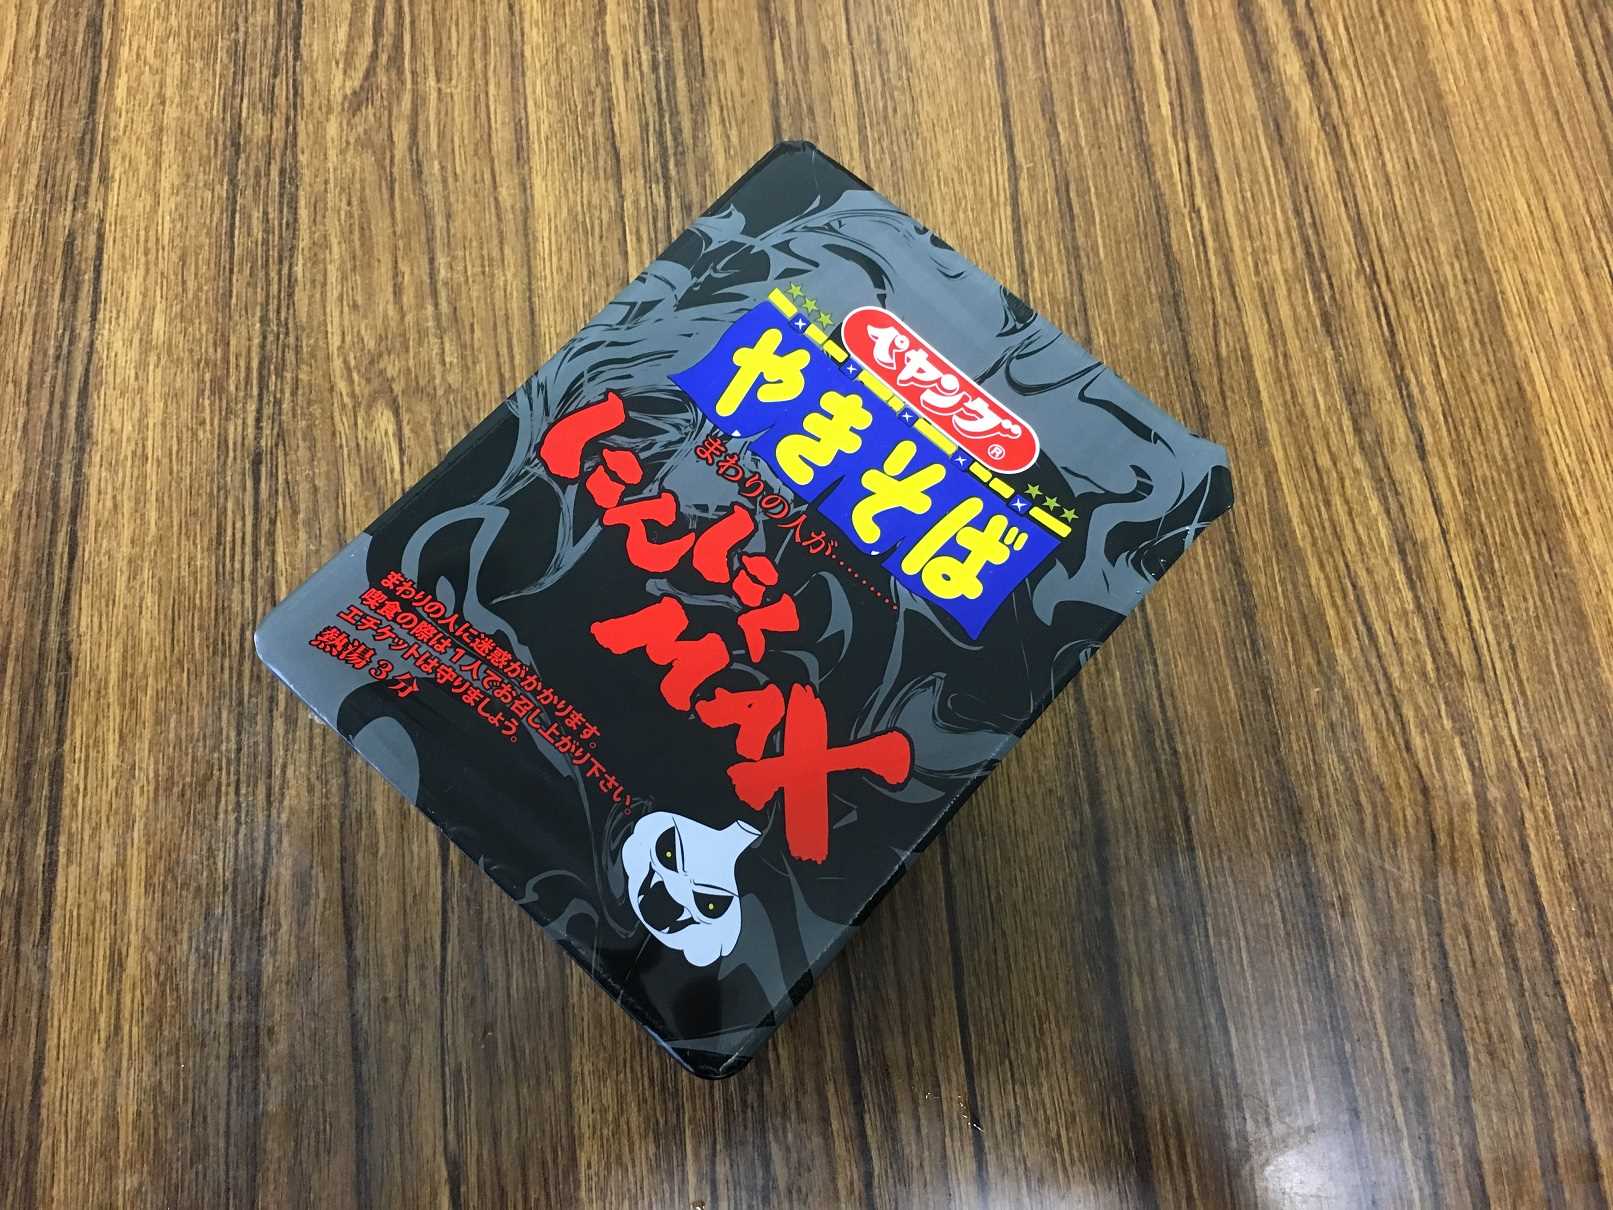 ペヤング®
やきそば
まわりの人が………
にんにく
MAX
まわりの人に迷惑がかかります。
喫食の際は1人でお召し上がり下さい。
エチケットは守りましょう。
熱湯3分